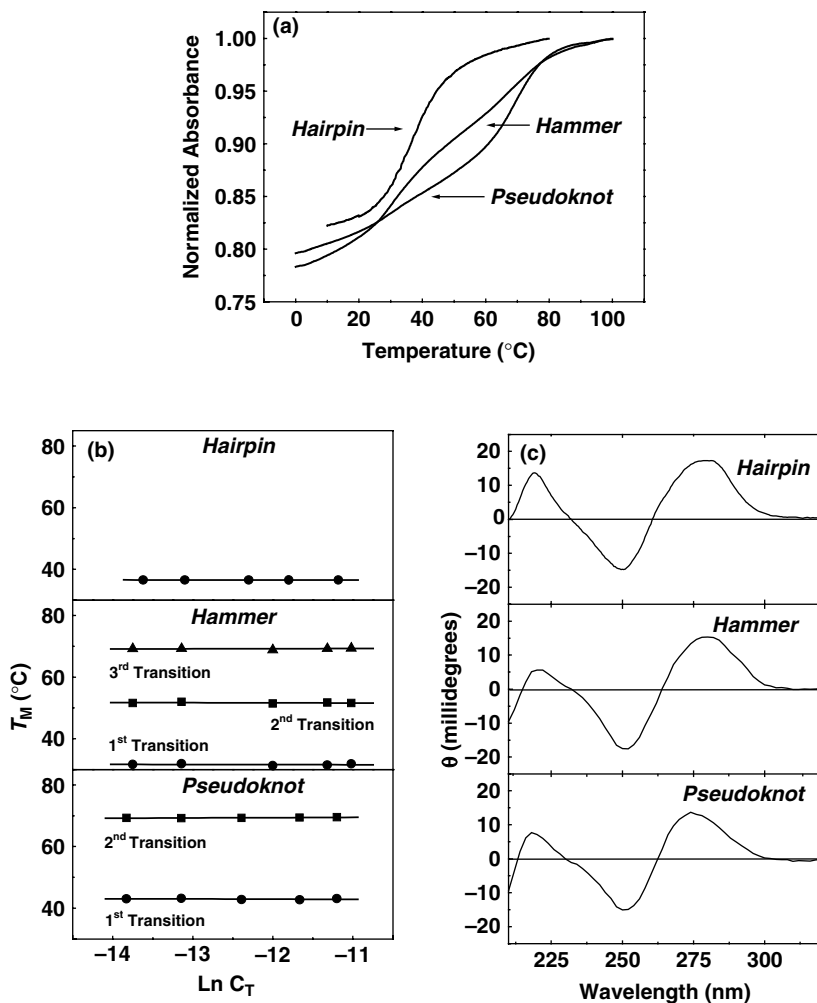 (a)
1.00
0.95
0.90
0.85
0.80
0.75
Normalized Absorbance
Hairpin
Hammer
Pseudoknot
0 20 40 60 80 100
Temperature (°C)
(b)
Hairpin
80
60
40
Hammer
80
60
40
3rd Transition
2nd Transition
1st Transition
Pseudoknot
80
60
40
2nd Transition
1st Transition
TM (°C)
–14 –13 –12 –11
Ln CT
(c)
Hairpin
20
10
0
–10
–20
Hammer
20
10
0
–10
–20
Pseudoknot
20
10
0
–10
–20
θ (millidegrees)
225 250 275 300
Wavelength (nm)